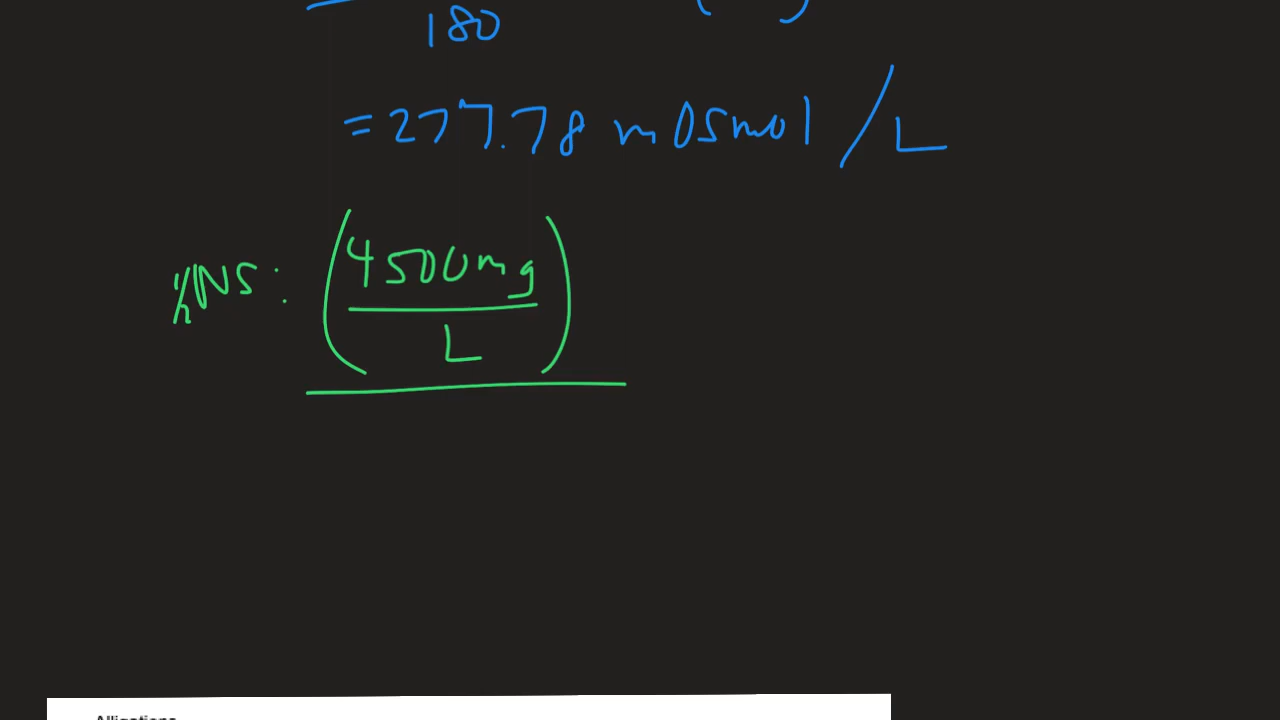 180
( )
= 277.78 mOsmol / L
½NS: (4500mg / L)